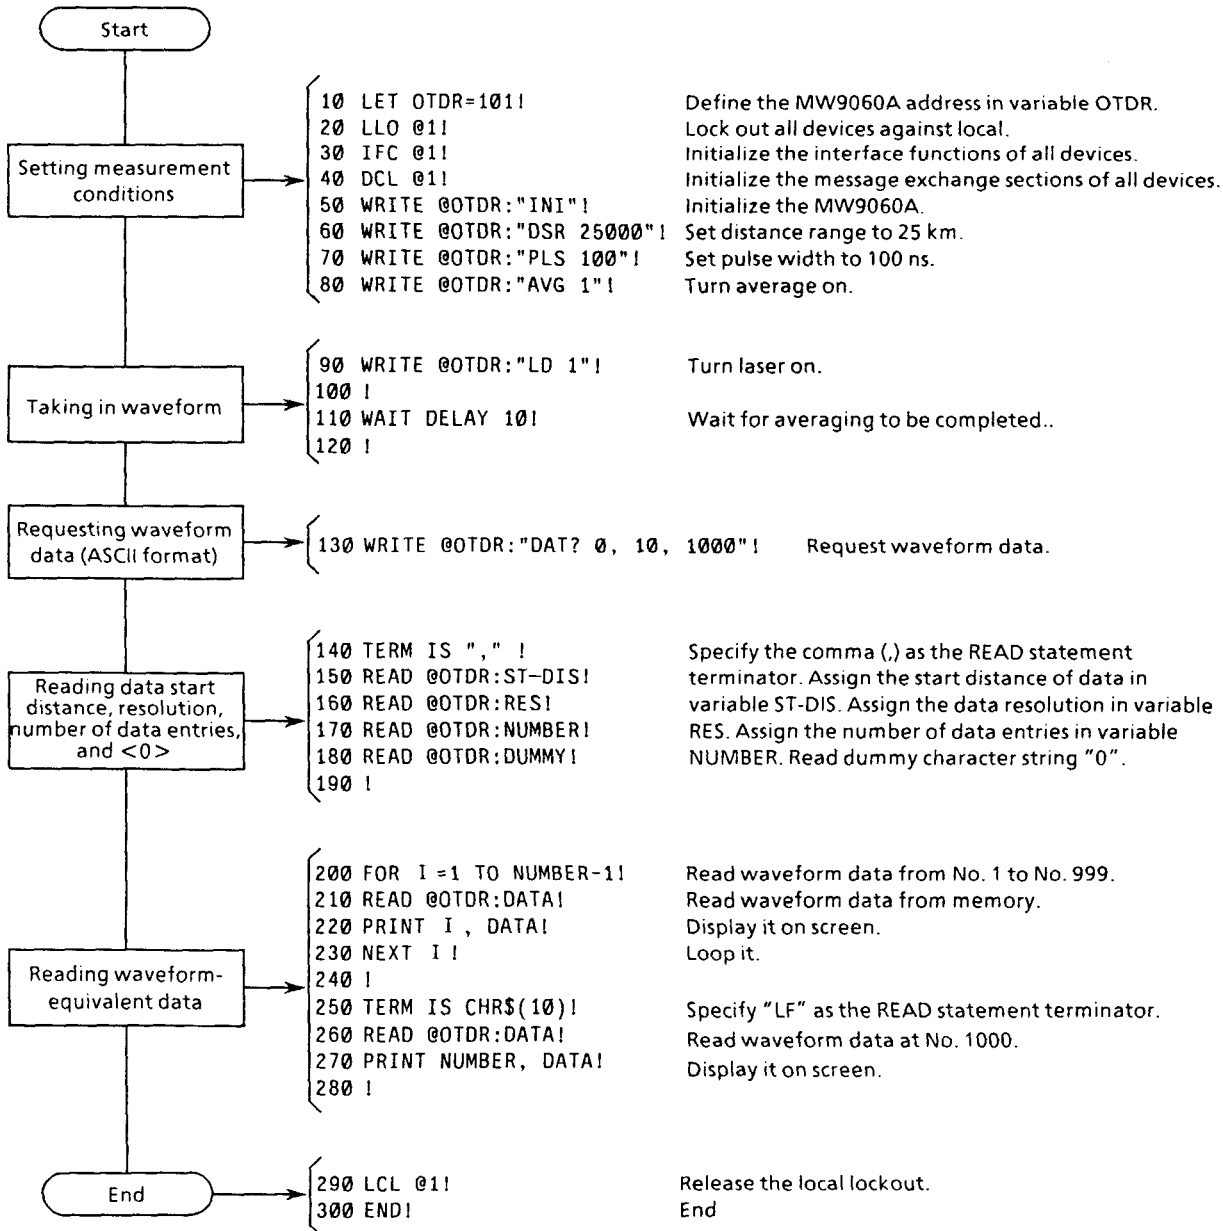 Start
Setting measurement
conditions
10 LET OTDR=101! Define the MW9060A address in variable OTDR.
20 LLO @1! Lock out all devices against local.
30 IFC @1! Initialize the interface functions of all devices.
40 DCL @1! Initialize the message exchange sections of all devices.
50 WRITE @OTDR:"INI"! Initialize the MW9060A.
60 WRITE @OTDR:"DSR 25000"! Set distance range to 25 km.
70 WRITE @OTDR:"PLS 100"! Set pulse width to 100 ns.
80 WRITE @OTDR:"AVG 1"! Turn average on.
Taking in waveform
90 WRITE @OTDR:"LD 1"! Turn laser on.
100 !
110 WAIT DELAY 10! Wait for averaging to be completed..
120 !
Requesting waveform
data (ASCII format)
130 WRITE @OTDR:"DAT? 0, 10, 1000"! Request waveform data.
Reading data start
distance, resolution,
number of data entries,
and <0>
140 TERM IS "," ! Specify the comma (,) as the READ statement
150 READ @OTDR:ST-DIS! terminator. Assign the start distance of data in
160 READ @OTDR:RES! variable ST-DIS. Assign the data resolution in variable
170 READ @OTDR:NUMBER! RES. Assign the number of data entries in variable
180 READ @OTDR:DUMMY! NUMBER. Read dummy character string "0".
190 !
Reading waveform-
equivalent data
200 FOR I=1 TO NUMBER-1! Read waveform data from No. 1 to No. 999.
210 READ @OTDR:DATA! Read waveform data from memory.
220 PRINT I , DATA! Display it on screen.
230 NEXT I ! Loop it.
240 !
250 TERM IS CHR$(10)! Specify "LF" as the READ statement terminator.
260 READ @OTDR:DATA! Read waveform data at No. 1000.
270 PRINT NUMBER, DATA! Display it on screen.
280 !
End
290 LCL @1! Release the local lockout.
300 END! End